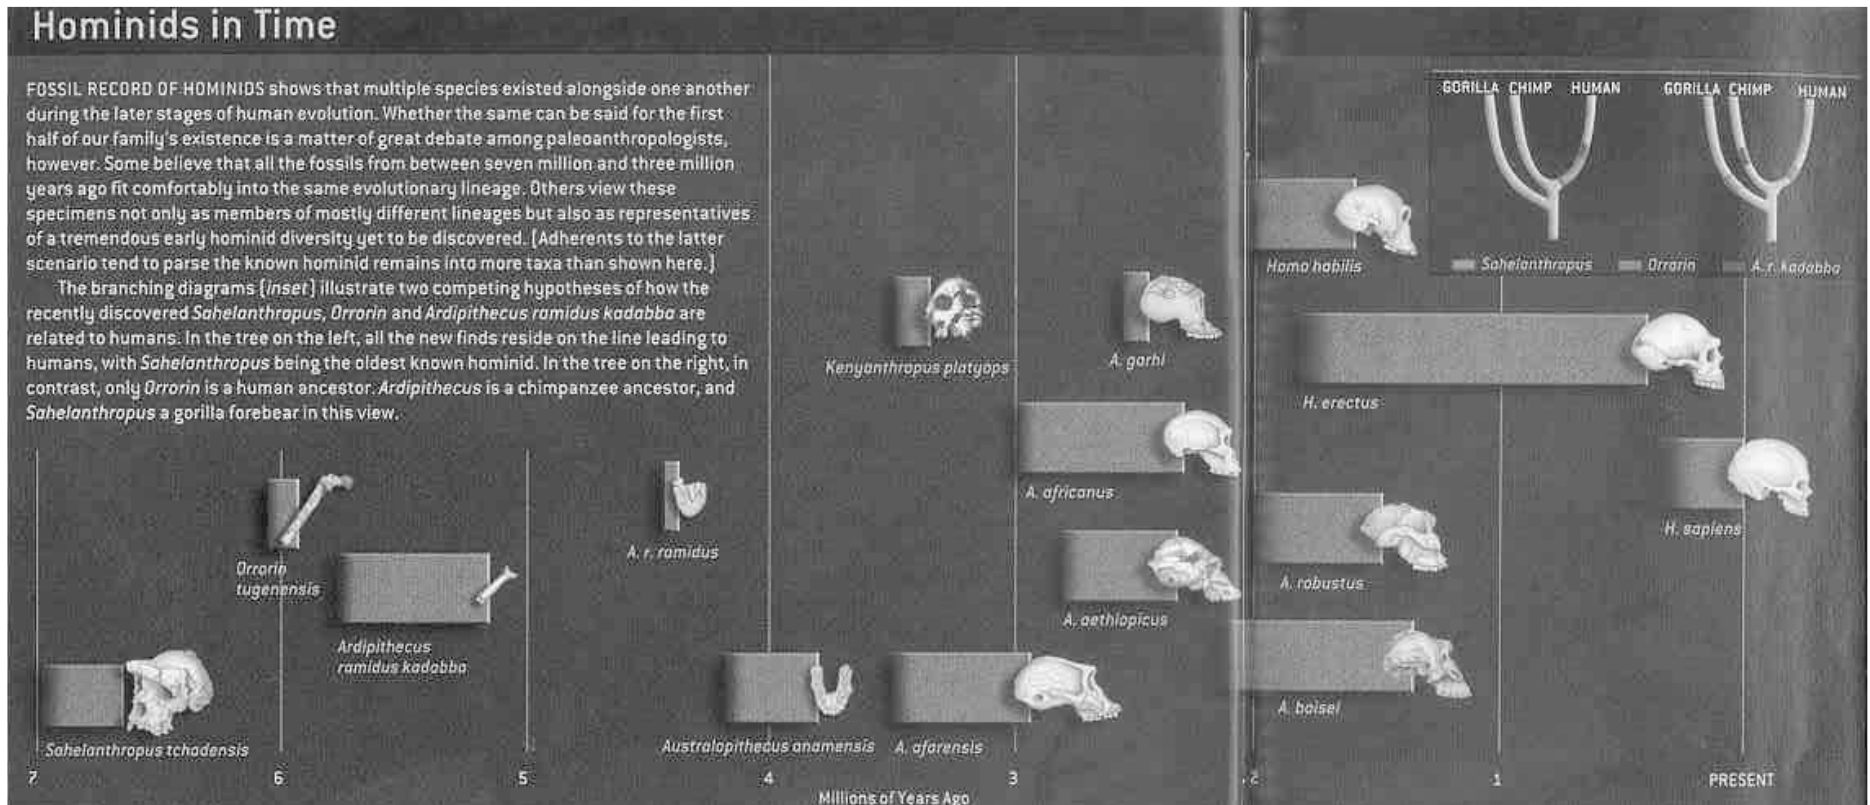 Hominids in Time
FOSSIL RECORD OF HOMINIDS shows that multiple species existed alongside one another
during the later stages of human evolution. Whether the same can be said for the first
half of our family's existence is a matter of great debate among paleoanthropologists,
however. Some believe that all the fossils from between seven million and three million
years ago fit comfortably into the same evolutionary lineage. Others view these
specimens not only as members of mostly different lineages but also as representatives
of a tremendous early hominid diversity yet to be discovered. [Adherents to the latter
scenario tend to parse the known hominid remains into more taxa than shown here.]
The branching diagrams [inset] illustrate two competing hypotheses of how the
recently discovered Sahelanthropus, Orrorin and Ardipithecus ramidus kadabba are
related to humans. In the tree on the left, all the new finds reside on the line leading to
humans, with Sahelanthropus being the oldest known hominid. In the tree on the right, in
contrast, only Orrorin is a human ancestor. Ardipithecus is a chimpanzee ancestor, and
Sahelanthropus a gorilla forebear in this view.
GORILLA CHIMP HUMAN
GORILLA CHIMP HUMAN
Sahelanthropus Orrorin A. r. kadabba
Homo habilis
Kenyanthropus platyops
A. garhi
H. erectus
A. africanus
H. sapiens
A. r. ramidus
Orrorin
tugenensis
A. robustus
A. aethiopicus
Ardipithecus
ramidus kadabba
A. boisei
Sahelanthropus tchadensis
Australopithecus anamensis
A. afarensis
7 6 5 4 3 2 1 PRESENT
Millions of Years Ago